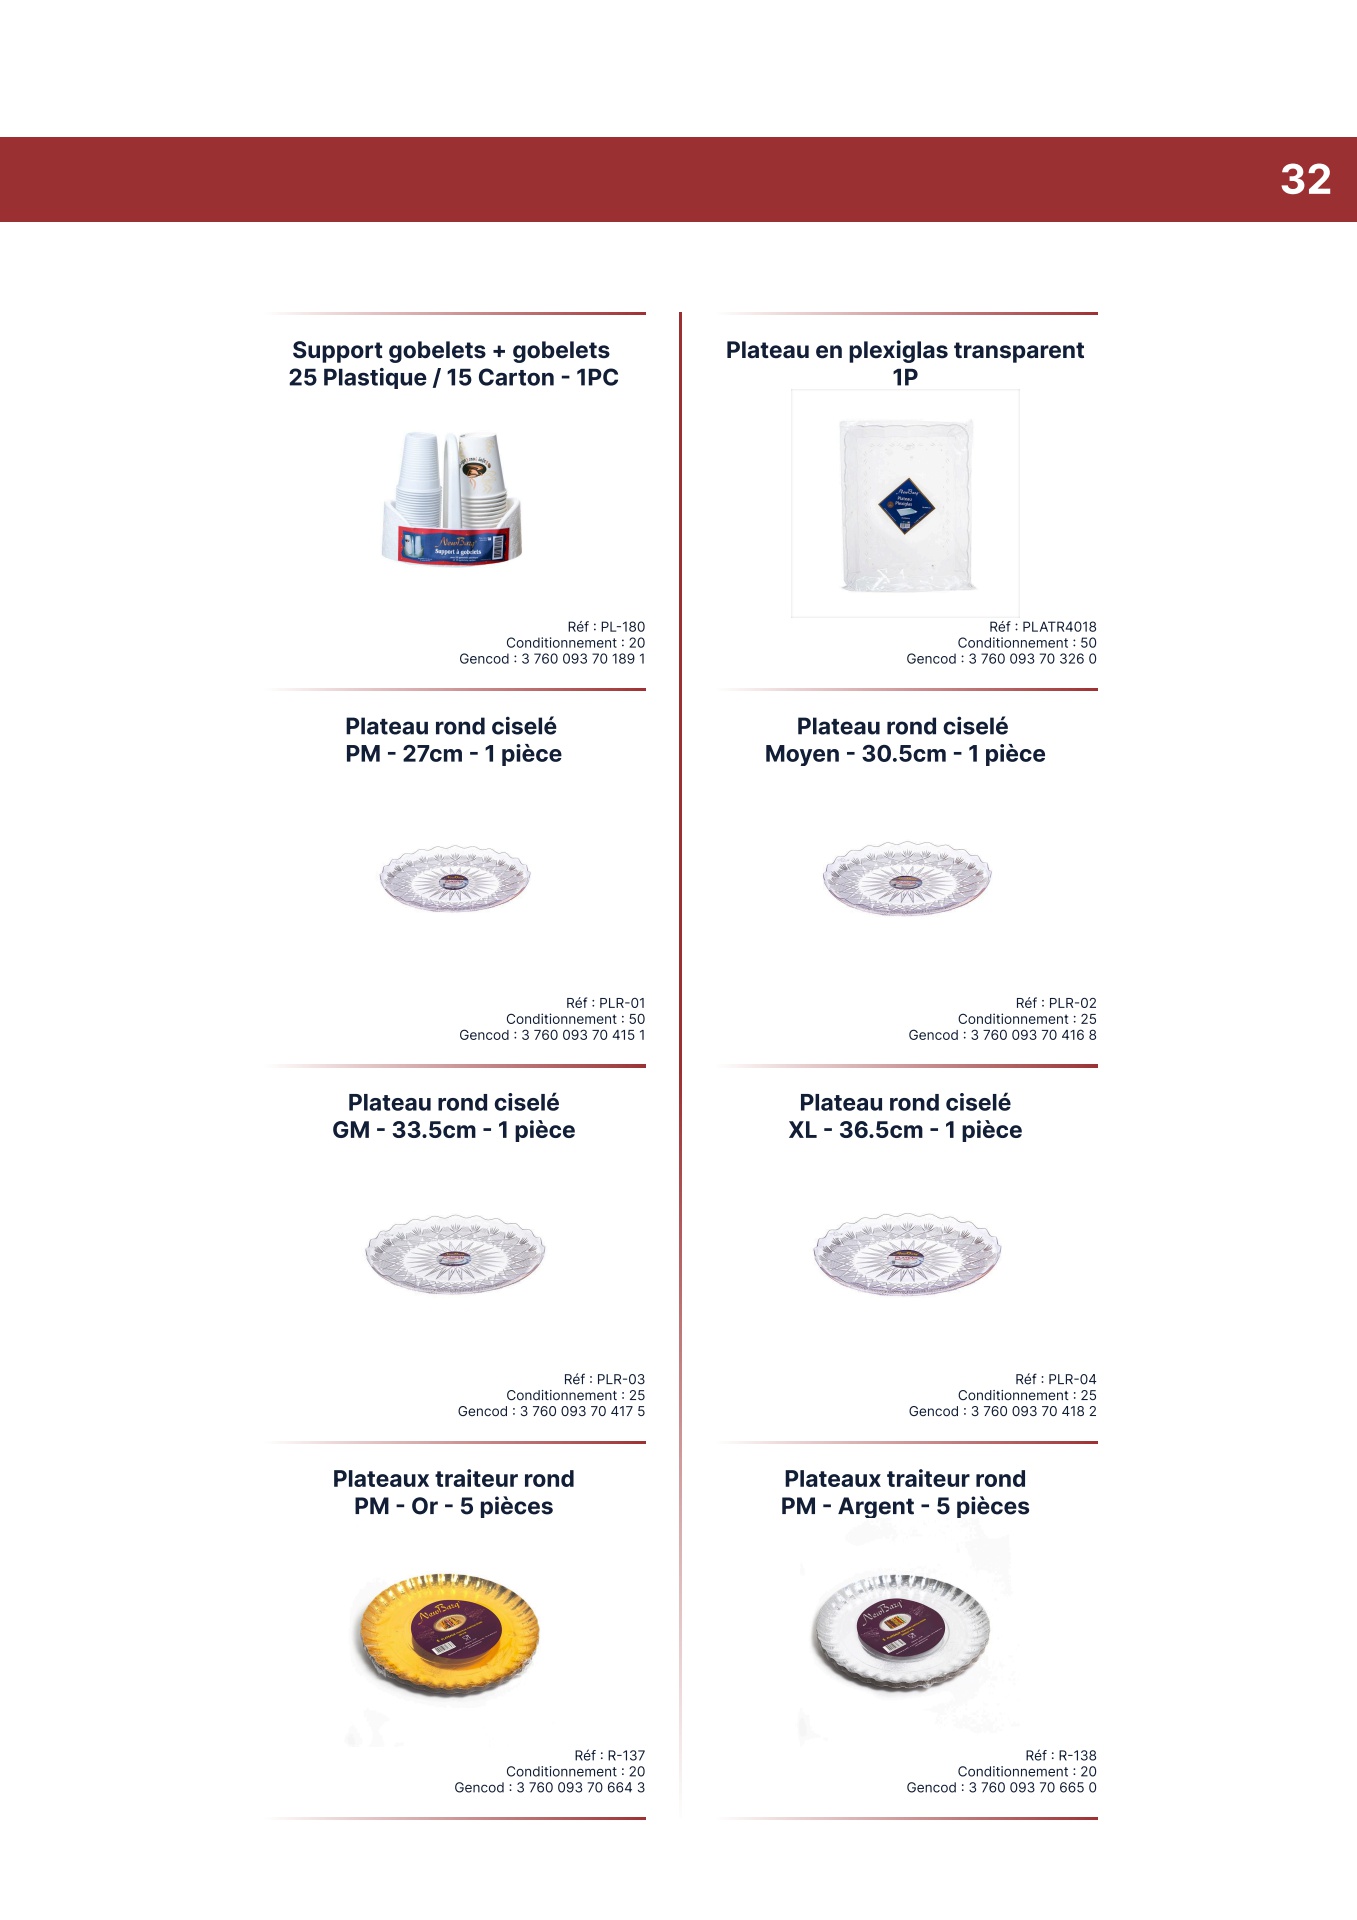 32
Support gobelets + gobelets
25 Plastique / 15 Carton - 1PC
NewBazq
Support à gobelets
Réf : PL-180
Conditionnement : 20
Gencod : 3 760 093 70 189 1
Plateau en plexiglas transparent
1P
Plateau
Plexiglas
Réf : PLATR4018
Conditionnement : 50
Gencod : 3 760 093 70 326 0
Plateau rond ciselé
PM - 27cm - 1 pièce
Réf : PLR-01
Conditionnement : 50
Gencod : 3 760 093 70 415 1
Plateau rond ciselé
Moyen - 30.5cm - 1 pièce
Réf : PLR-02
Conditionnement : 25
Gencod : 3 760 093 70 416 8
Plateau rond ciselé
GM - 33.5cm - 1 pièce
Réf : PLR-03
Conditionnement : 25
Gencod : 3 760 093 70 417 5
Plateau rond ciselé
XL - 36.5cm - 1 pièce
Réf : PLR-04
Conditionnement : 25
Gencod : 3 760 093 70 418 2
Plateaux traiteur rond
PM - Or - 5 pièces
Réf : R-137
Conditionnement : 20
Gencod : 3 760 093 70 664 3
Plateaux traiteur rond
PM - Argent - 5 pièces
Réf : R-138
Conditionnement : 20
Gencod : 3 760 093 70 665 0